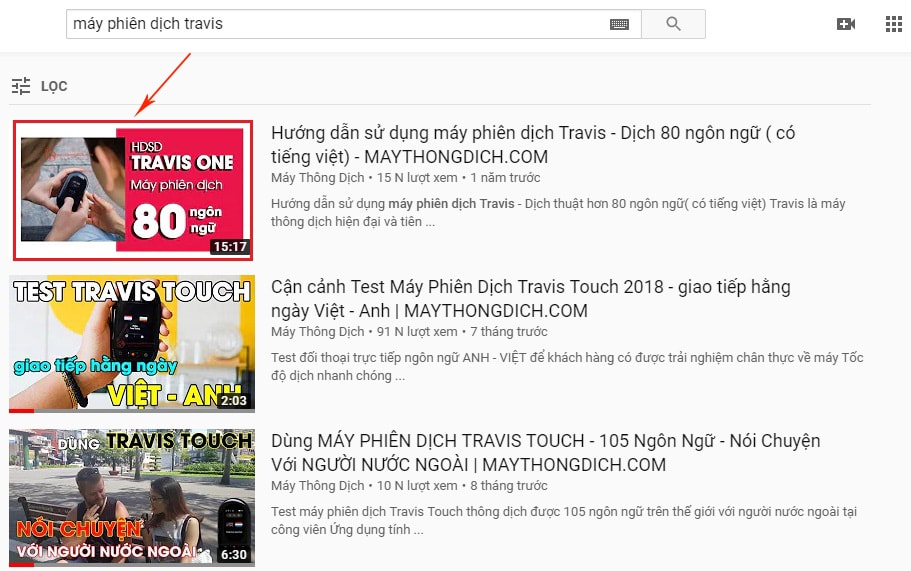 máy phiên dịch travis
LỌC
HDSD
TRAVIS ONE
Máy phiên dịch
80 ngôn
ngữ
15:17
Hướng dẫn sử dụng máy phiên dịch Travis - Dịch 80 ngôn ngữ ( có
tiếng việt) - MAYTHONGDICH.COM
Máy Thông Dịch • 15 N lượt xem • 1 năm trước
Hướng dẫn sử dụng máy phiên dịch Travis - Dịch thuật hơn 80 ngôn ngữ( có tiếng việt) Travis là máy
thông dịch hiện đại và tiên ...
TEST TRAVIS TOUCH
giao tiếp hằng ngày
VIỆT - ANH
2:03
Cận cảnh Test Máy Phiên Dịch Travis Touch 2018 - giao tiếp hằng
ngày Việt - Anh | MAYTHONGDICH.COM
Máy Thông Dịch • 91 N lượt xem • 7 tháng trước
Test đối thoại trực tiếp ngôn ngữ ANH - VIỆT để khách hàng có được trải nghiệm chân thực về máy Tốc
độ dịch nhanh chóng ...
DÙNG TRAVIS TOUCH
NÓI CHUYỆN
VỚI NGƯỜI NƯỚC NGOÀI
6:30
Dùng MÁY PHIÊN DỊCH TRAVIS TOUCH - 105 Ngôn Ngữ - Nói Chuyện
Với NGƯỜI NƯỚC NGOÀI | MAYTHONGDICH.COM
Máy Thông Dịch • 10 N lượt xem • 8 tháng trước
Test máy phiên dịch Travis Touch thông dịch được 105 ngôn ngữ trên thế giới với người nước ngoài tại
công viên Ứng dụng tính ...